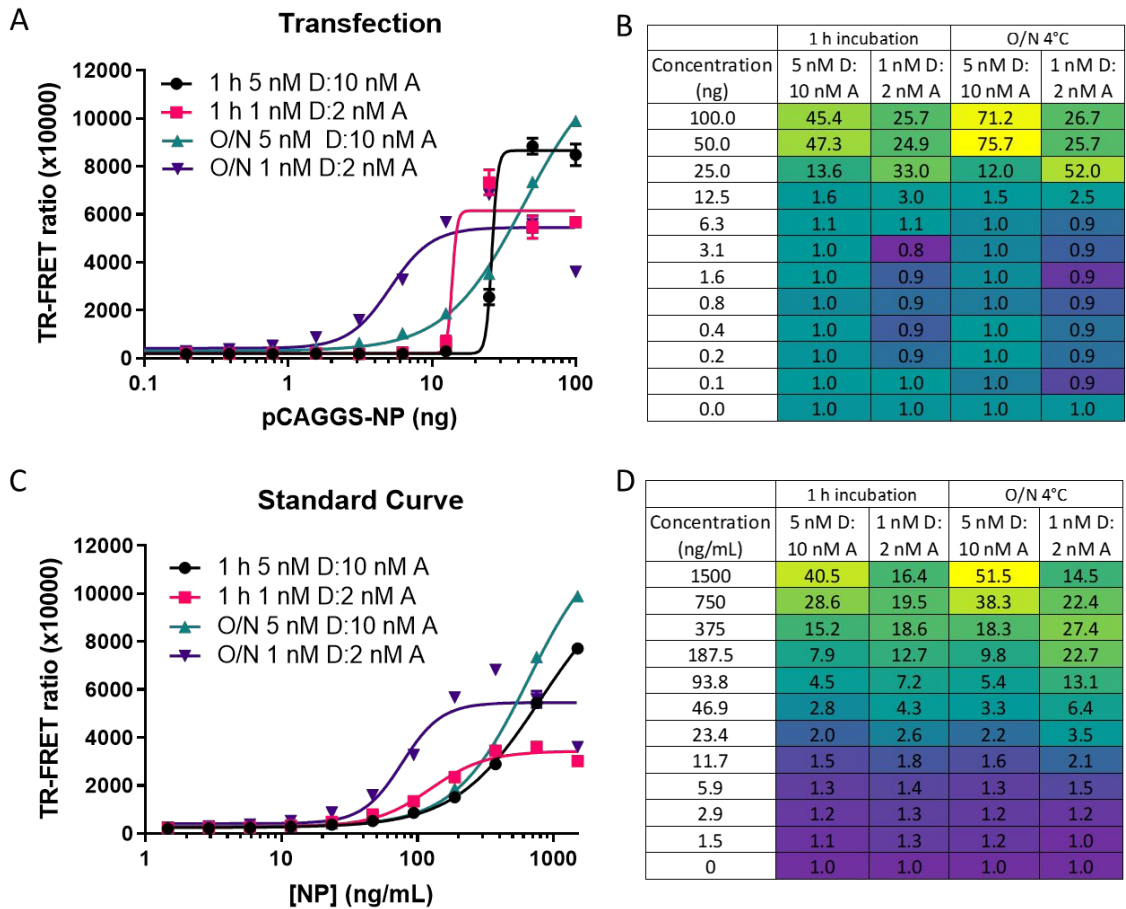 A
Transfection
TR-FRET ratio (x10000)
12000
10000
8000
6000
4000
2000
0
1 h 5 nM D:10 nM A
1 h 1 nM D:2 nM A
O/N 5 nM D:10 nM A
O/N 1 nM D:2 nM A
0.1 1 10 100
pCAGGS-NP (ng)
B
1 h incubation O/N 4°C
Concentration 5 nM D: 1 nM D: 5 nM D: 1 nM D:
(ng) 10 nM A 2 nM A 10 nM A 2 nM A
100.0 45.4 25.7 71.2 26.7
50.0 47.3 24.9 75.7 25.7
25.0 13.6 33.0 12.0 52.0
12.5 1.6 3.0 1.5 2.5
6.3 1.1 1.1 1.0 0.9
3.1 1.0 0.8 1.0 0.9
1.6 1.0 0.9 1.0 0.9
0.8 1.0 0.9 1.0 0.9
0.4 1.0 0.9 1.0 0.9
0.2 1.0 0.9 1.0 0.9
0.1 1.0 1.0 1.0 0.9
0.0 1.0 1.0 1.0 1.0
C
Standard Curve
TR-FRET ratio (x10000)
12000
10000
8000
6000
4000
2000
0
1 h 5 nM D:10 nM A
1 h 1 nM D:2 nM A
O/N 5 nM D:10 nM A
O/N 1 nM D:2 nM A
1 10 100 1000
[NP] (ng/mL)
D
1 h incubation O/N 4°C
Concentration 5 nM D: 1 nM D: 5 nM D: 1 nM D:
(ng/mL) 10 nM A 2 nM A 10 nM A 2 nM A
1500 40.5 16.4 51.5 14.5
750 28.6 19.5 38.3 22.4
375 15.2 18.6 18.3 27.4
187.5 7.9 12.7 9.8 22.7
93.8 4.5 7.2 5.4 13.1
46.9 2.8 4.3 3.3 6.4
23.4 2.0 2.6 2.2 3.5
11.7 1.5 1.8 1.6 2.1
5.9 1.3 1.4 1.3 1.5
2.9 1.2 1.3 1.2 1.2
1.5 1.1 1.3 1.2 1.0
0 1.0 1.0 1.0 1.0